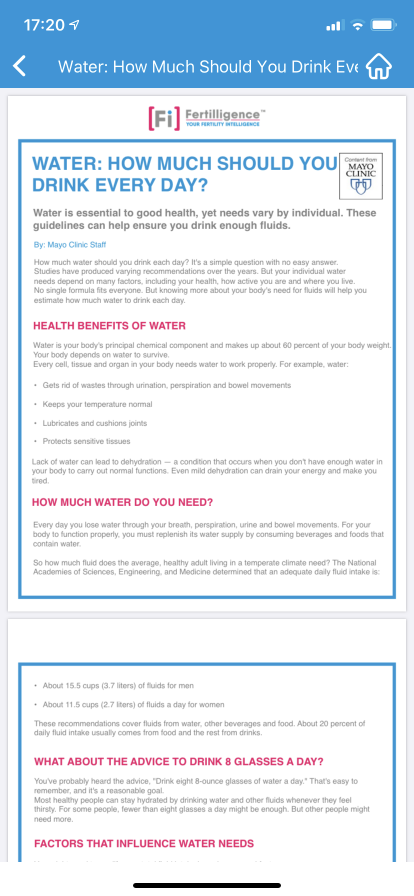 17:20
Water: How Much Should You Drink Eve
[Fi] Fertilligence™
YOUR FERTILITY INTELLIGENCE
WATER: HOW MUCH SHOULD YOU
DRINK EVERY DAY?
Content from
MAYO
CLINIC
Water is essential to good health, yet needs vary by individual. These
guidelines can help ensure you drink enough fluids.
By: Mayo Clinic Staff
How much water should you drink each day? It's a simple question with no easy answer.
Studies have produced varying recommendations over the years. But your individual water
needs depend on many factors, including your health, how active you are and where you live.
No single formula fits everyone. But knowing more about your body's need for fluids will help you
estimate how much water to drink each day.
HEALTH BENEFITS OF WATER
Water is your body's principal chemical component and makes up about 60 percent of your body weight.
Your body depends on water to survive.
Every cell, tissue and organ in your body needs water to work properly. For example, water:
• Gets rid of wastes through urination, perspiration and bowel movements
• Keeps your temperature normal
• Lubricates and cushions joints
• Protects sensitive tissues
Lack of water can lead to dehydration — a condition that occurs when you don't have enough water in
your body to carry out normal functions. Even mild dehydration can drain your energy and make you
tired.
HOW MUCH WATER DO YOU NEED?
Every day you lose water through your breath, perspiration, urine and bowel movements. For your
body to function properly, you must replenish its water supply by consuming beverages and foods that
contain water.
So how much fluid does the average, healthy adult living in a temperate climate need? The National
Academies of Sciences, Engineering, and Medicine determined that an adequate daily fluid intake is:
• About 15.5 cups (3.7 liters) of fluids for men
• About 11.5 cups (2.7 liters) of fluids a day for women
These recommendations cover fluids from water, other beverages and food. About 20 percent of
daily fluid intake usually comes from food and the rest from drinks.
WHAT ABOUT THE ADVICE TO DRINK 8 GLASSES A DAY?
You've probably heard the advice, "Drink eight 8-ounce glasses of water a day." That's easy to
remember, and it's a reasonable goal.
Most healthy people can stay hydrated by drinking water and other fluids whenever they feel
thirsty. For some people, fewer than eight glasses a day might be enough. But other people might
need more.
FACTORS THAT INFLUENCE WATER NEEDS